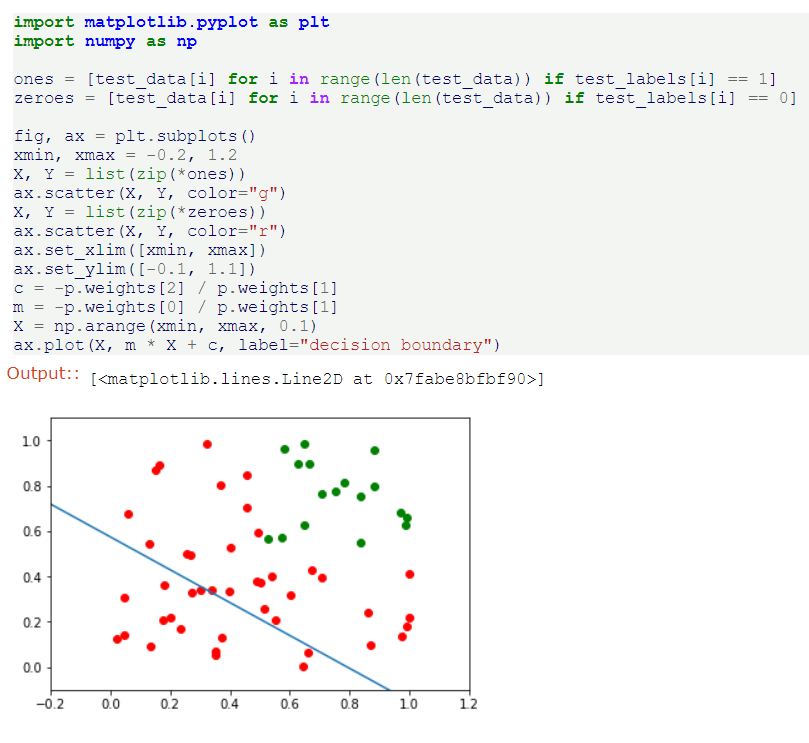 import matplotlib.pyplot as plt
import numpy as np
ones = [test_data[i] for i in range(len(test_data)) if test_labels[i] == 1]
zeroes = [test_data[i] for i in range(len(test_data)) if test_labels[i] == 0]
fig, ax = plt.subplots()
xmin, xmax = -0.2, 1.2
X, Y = list(zip(*ones))
ax.scatter(X, Y, color="g")
X, Y = list(zip(*zeroes))
ax.scatter(X, Y, color="r")
ax.set_xlim([xmin, xmax])
ax.set_ylim([-0.1, 1.1])
c = -p.weights[2] / p.weights[1]
m = -p.weights[0] / p.weights[1]
X = np.arange(xmin, xmax, 0.1)
ax.plot(X, m * X + c, label="decision boundary")
Output:: [<matplotlib.lines.Line2D at 0x7fabe8bfbf90>]
1.0
0.8
0.6
0.4
0.2
0.0
−0.2 0.0 0.2 0.4 0.6 0.8 1.0 1.2